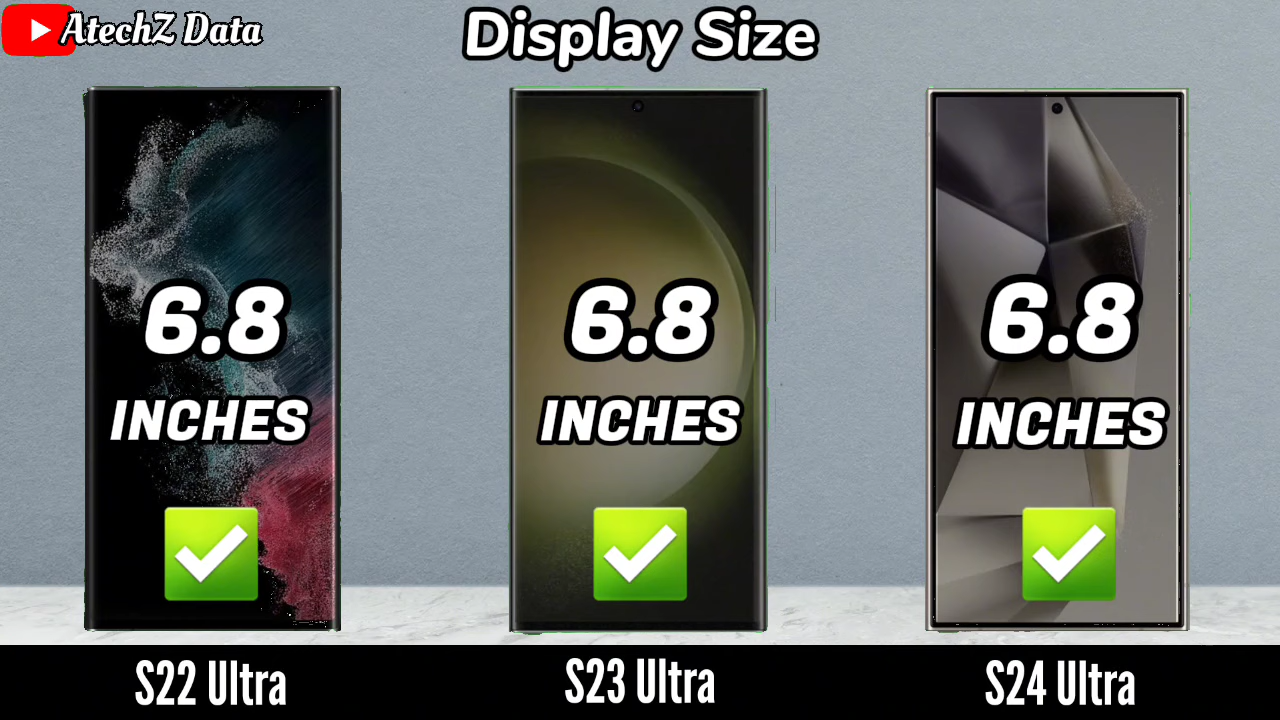 AtechZ Data
Display Size
6.8
INCHES
6.8
INCHES
6.8
INCHES
S22 Ultra
S23 Ultra
S24 Ultra